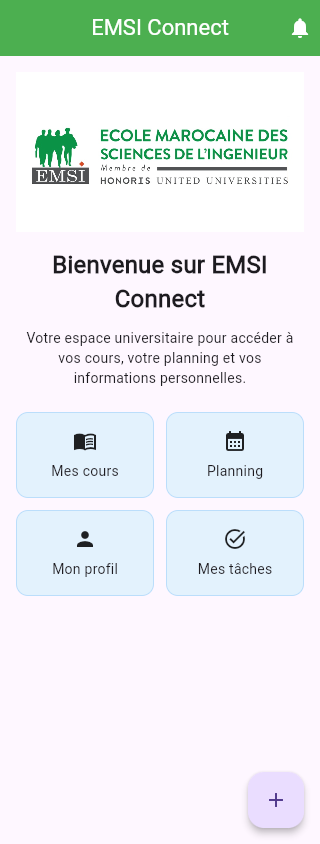 EMSI Connect
ECOLE MAROCAINE DES
SCIENCES DE L'INGENIEUR
EMSI
Membre de
HONORIS UNITED UNIVERSITIES
Bienvenue sur EMSI
Connect
Votre espace universitaire pour accéder à
vos cours, votre planning et vos
informations personnelles.
Mes cours
Planning
Mon profil
Mes tâches